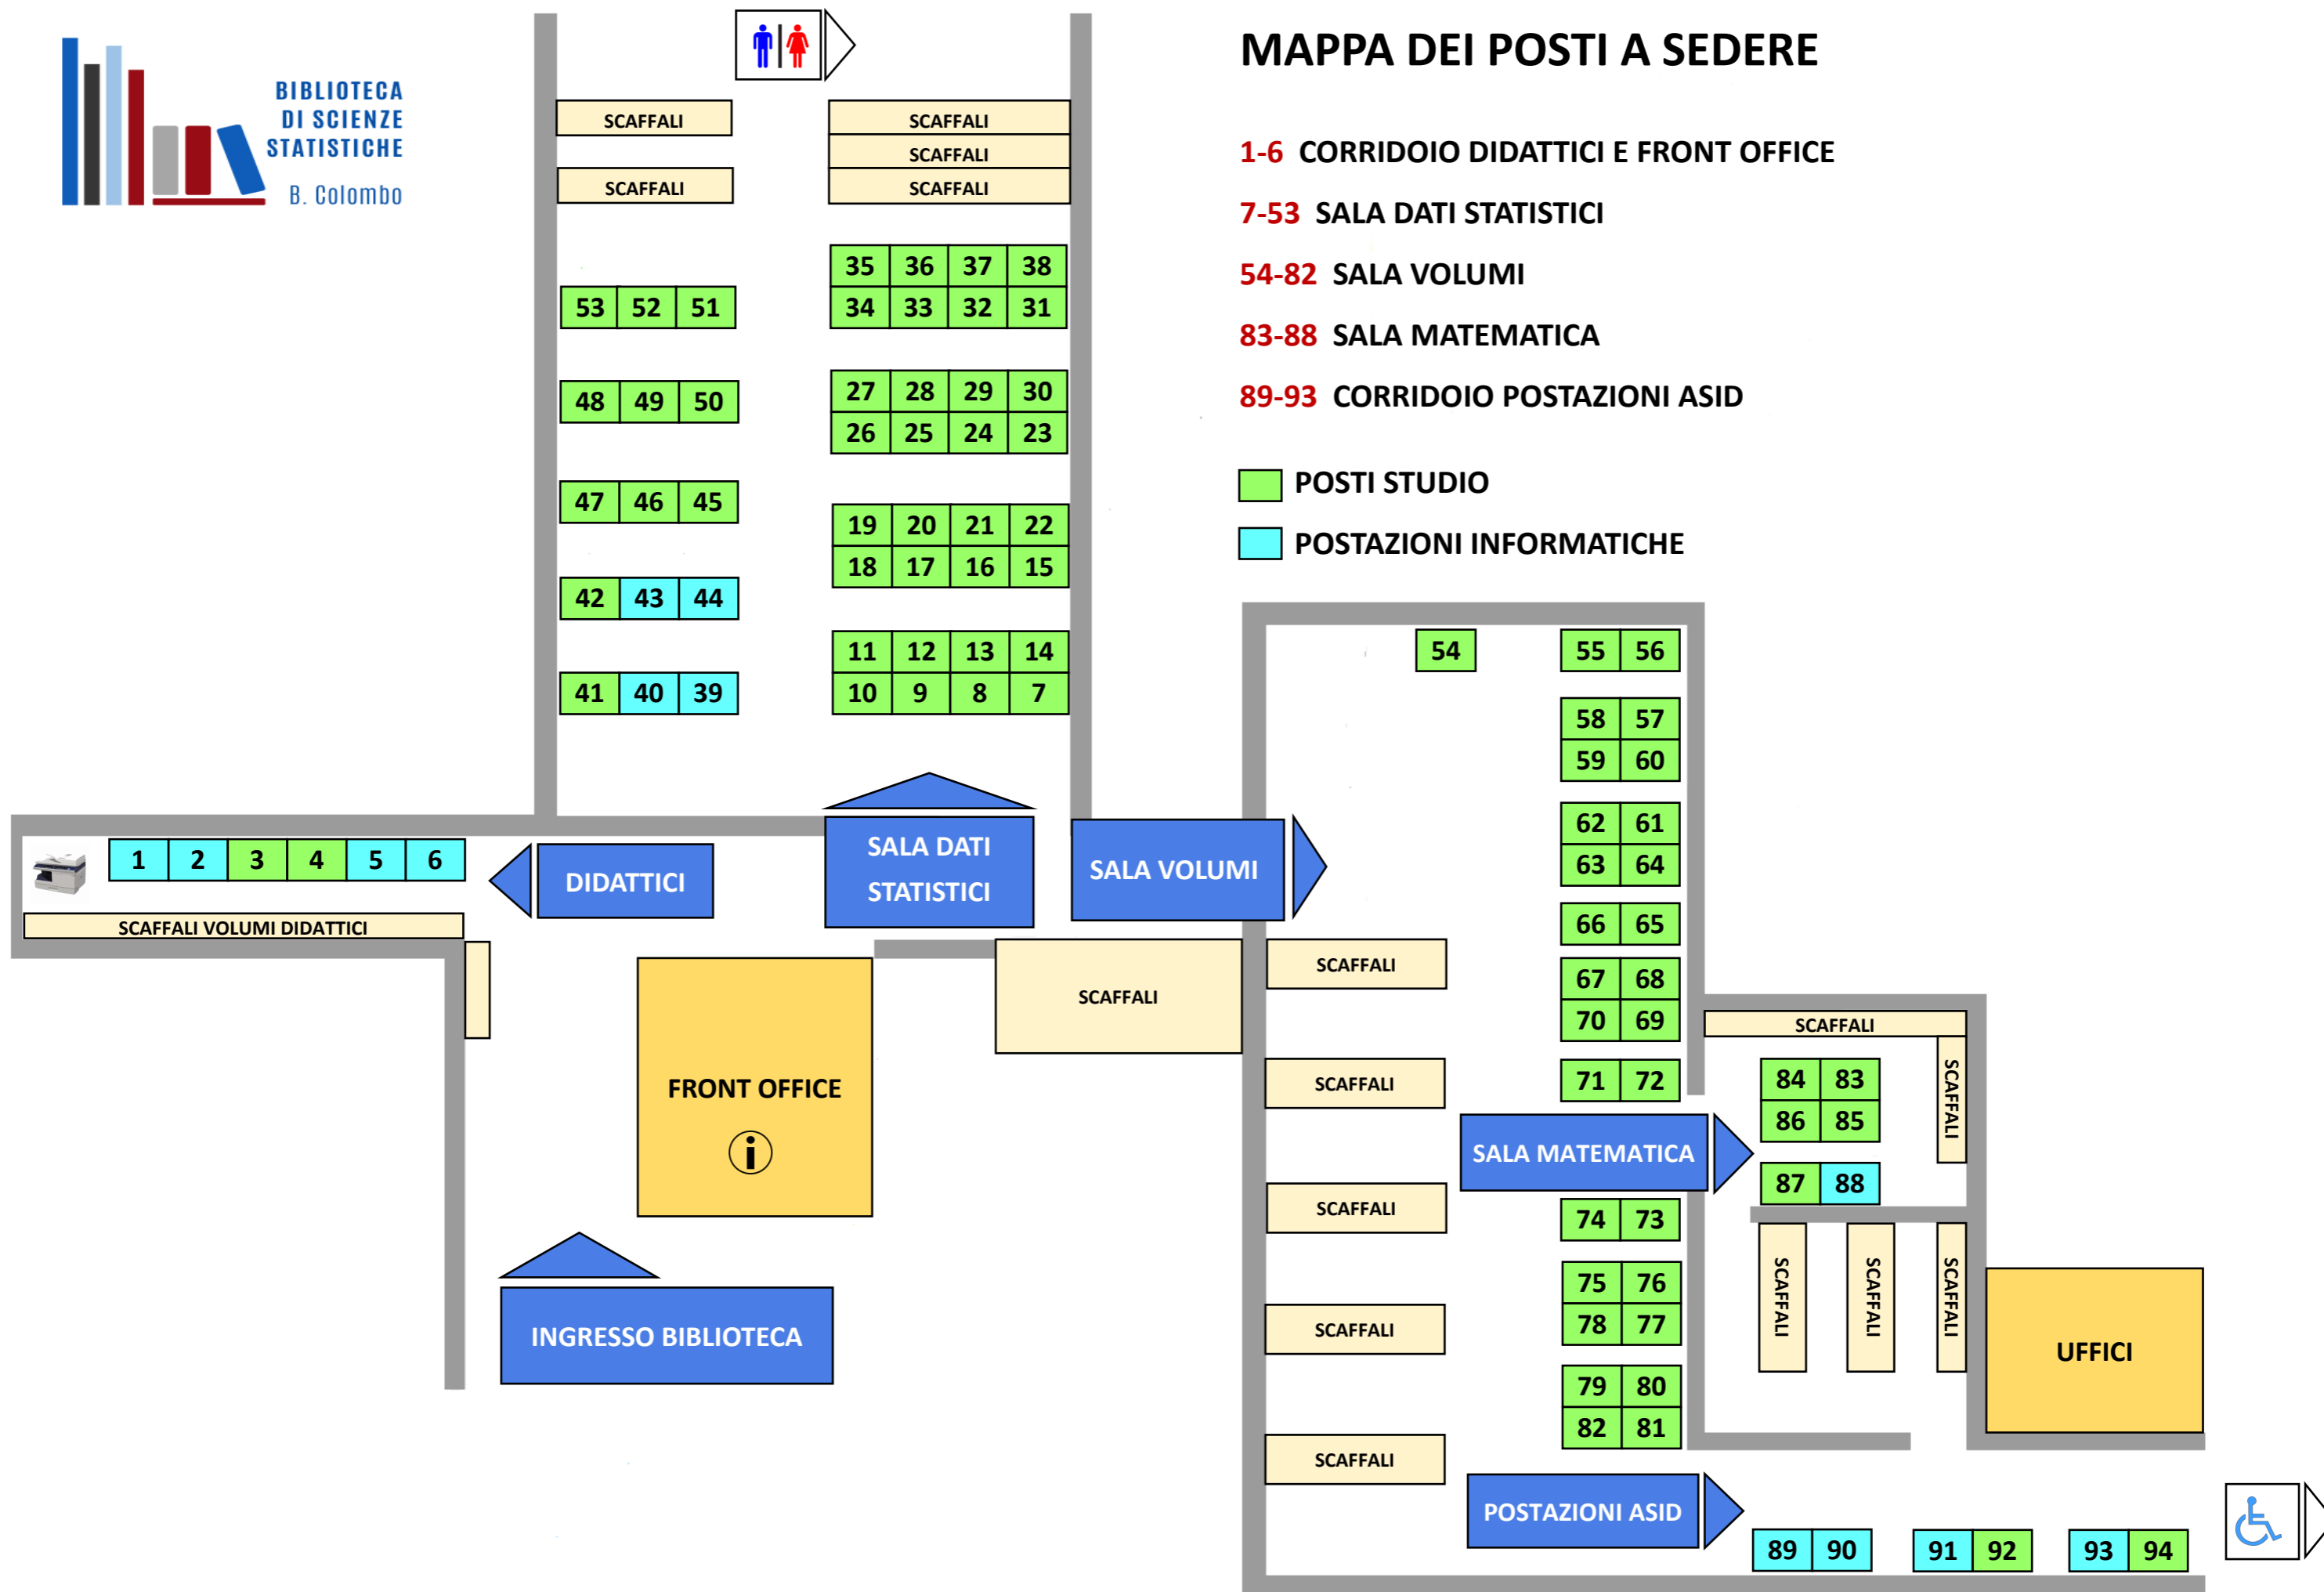 BIBLIOTECA
DI SCIENZE
STATISTICHE
B. Colombo
MAPPA DEI POSTI A SEDERE
1-6 CORRIDOIO DIDATTICI E FRONT OFFICE
7-53 SALA DATI STATISTICI
54-82 SALA VOLUMI
83-88 SALA MATEMATICA
89-93 CORRIDOIO POSTAZIONI ASID
POSTI STUDIO
POSTAZIONI INFORMATICHE
SCAFFALI
SCAFFALI
SCAFFALI
SCAFFALI
SCAFFALI
53 52 51
48 49 50
47 46 45
42 43 44
41 40 39
35 36 37 38
34 33 32 31
27 28 29 30
26 25 24 23
19 20 21 22
18 17 16 15
11 12 13 14
10 9 8 7
1 2 3 4 5 6
SCAFFALI VOLUMI DIDATTICI
DIDATTICI
SALA DATI
STATISTICI
SALA VOLUMI
FRONT OFFICE
i
SCAFFALI
INGRESSO BIBLIOTECA
54
55 56
58 57
59 60
62 61
63 64
66 65
67 68
70 69
71 72
SCAFFALI
SCAFFALI
SCAFFALI
SCAFFALI
SCAFFALI
SALA MATEMATICA
74 73
75 76
78 77
79 80
82 81
SCAFFALI
SCAFFALI
84 83
86 85
87 88
SCAFFALI
SCAFFALI
SCAFFALI
UFFICI
POSTAZIONI ASID
89 90
91 92
93 94